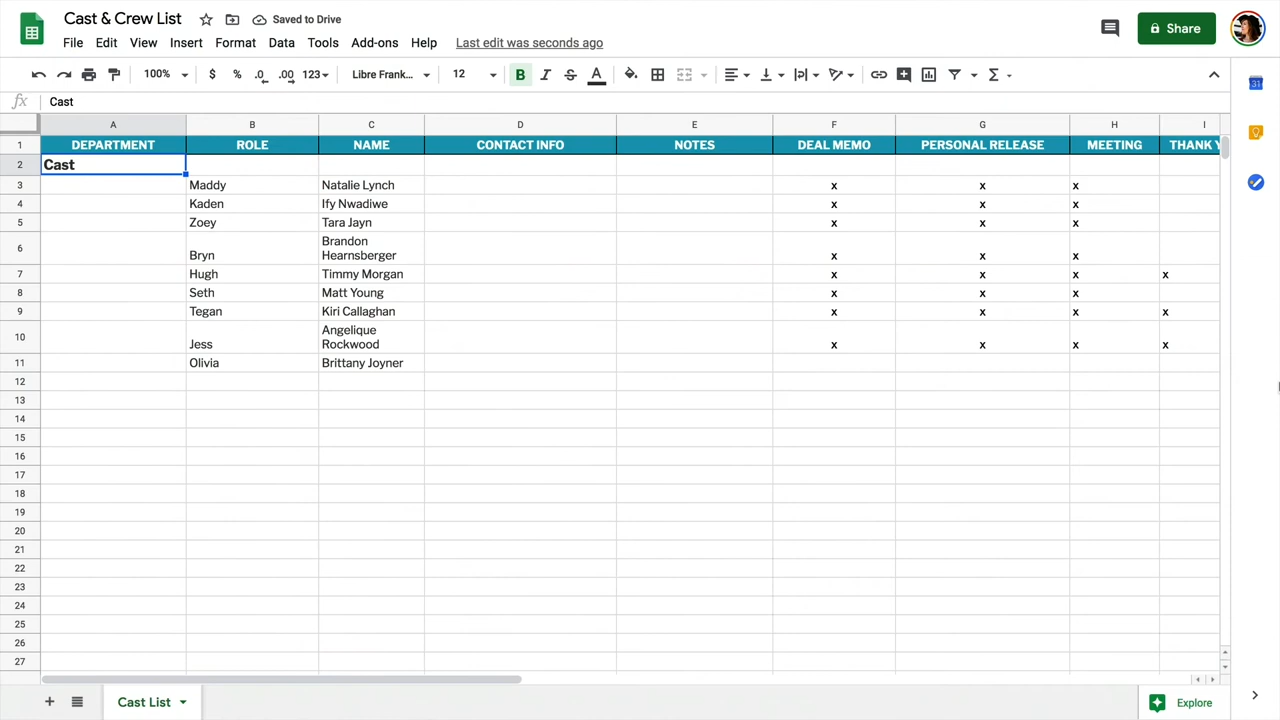 Cast & Crew List
Saved to Drive
File Edit View Insert Format Data Tools Add-ons Help Last edit was seconds ago
Share
100% $ % .0 .00 123 Libre Frank... 12 B I S A Σ
fx Cast
A B C D E F G H I
1 DEPARTMENT ROLE NAME CONTACT INFO NOTES DEAL MEMO PERSONAL RELEASE MEETING THANK Y
2 Cast
3 Maddy Natalie Lynch x x x
4 Kaden Ify Nwadiwe x x x
5 Zoey Tara Jayn x x x
6 Bryn Brandon Hearnsberger x x x
7 Hugh Timmy Morgan x x x x
8 Seth Matt Young x x x
9 Tegan Kiri Callaghan x x x x
10 Jess Angelique Rockwood x x x x
11 Olivia Brittany Joyner
12
13
14
15
16
17
18
19
20
21
22
23
24
25
26
27
Cast List
Explore
31